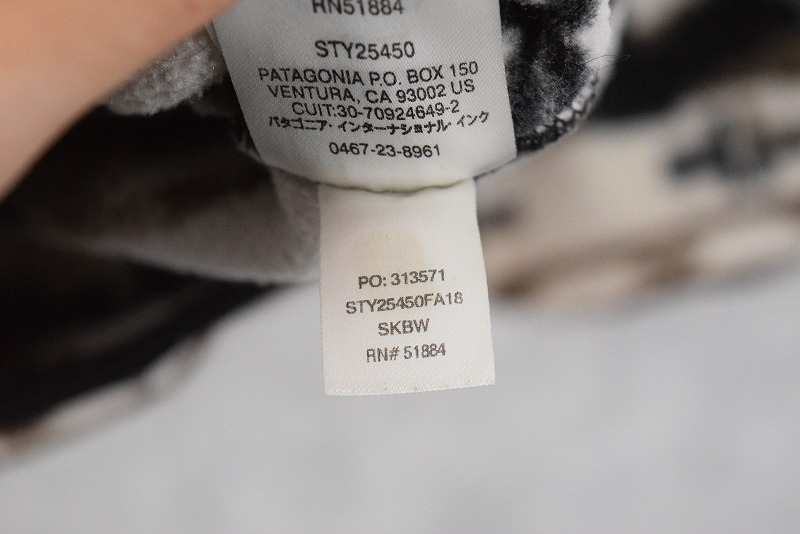 RN51884
STY25450
PATAGONIA P.O. BOX 150
VENTURA, CA 93002 US
CUIT:30-70924649-2
パタゴニア・インターナショナル・インク
0467-23-8961
PO: 313571
STY25450FA18
SKBW
RN# 51884